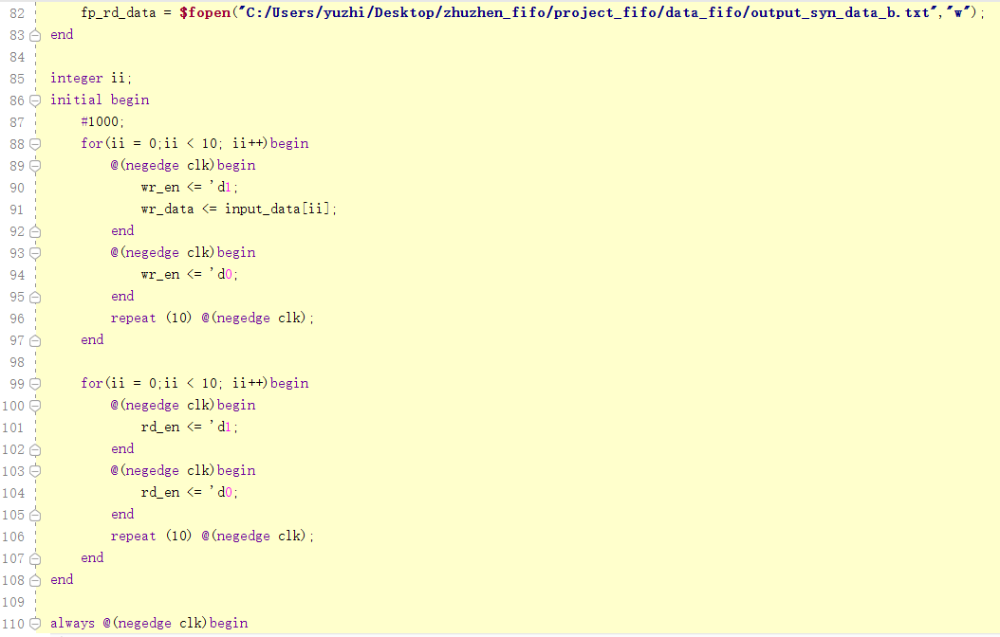 82 fp_rd_data = $fopen("C:/Users/yuzhi/Desktop/zhuzhen_fifo/project_fifo/data_fifo/output_syn_data_b.txt","w");
83 end
84
85 integer ii;
86 initial begin
87 #1000;
88 for(ii = 0;ii < 10; ii++)begin
89 @(negedge clk)begin
90 wr_en <= 'd1;
91 wr_data <= input_data[ii];
92 end
93 @(negedge clk)begin
94 wr_en <= 'd0;
95 end
96 repeat (10) @(negedge clk);
97 end
98
99 for(ii = 0;ii < 10; ii++)begin
100 @(negedge clk)begin
101 rd_en <= 'd1;
102 end
103 @(negedge clk)begin
104 rd_en <= 'd0;
105 end
106 repeat (10) @(negedge clk);
107 end
108 end
109
110 always @(negedge clk)begin